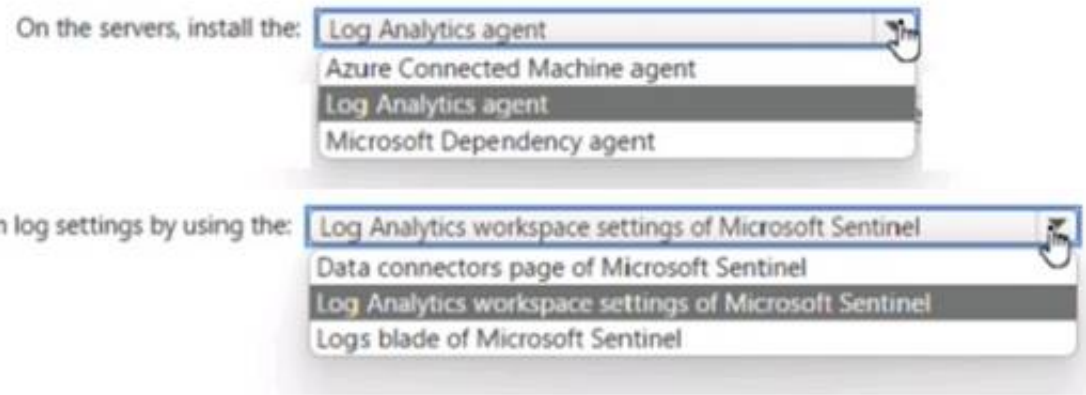 On the servers, install the: Log Analytics agent
Azure Connected Machine agent
Log Analytics agent
Microsoft Dependency agent
log settings by using the: Log Analytics workspace settings of Microsoft Sentinel
Data connectors page of Microsoft Sentinel
Log Analytics workspace settings of Microsoft Sentinel
Logs blade of Microsoft Sentinel